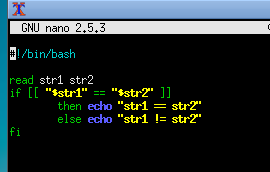 GNU nano 2.5.3
#!/bin/bash
read str1 str2
if [[ "$str1" == "$str2" ]]
then echo "str1 == str2"
else echo "str1 != str2"
fi